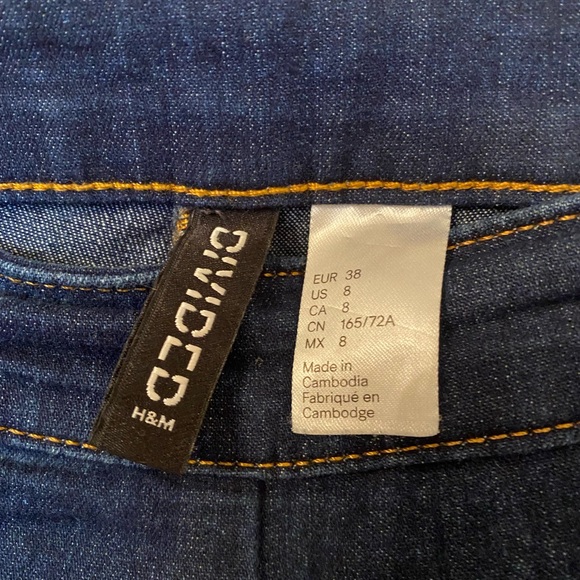 DIVIDED
H&M
EUR 38
US 8
CA 8
CN 165/72A
MX 8
Made in
Cambodia
Fabriqué en
Cambodge